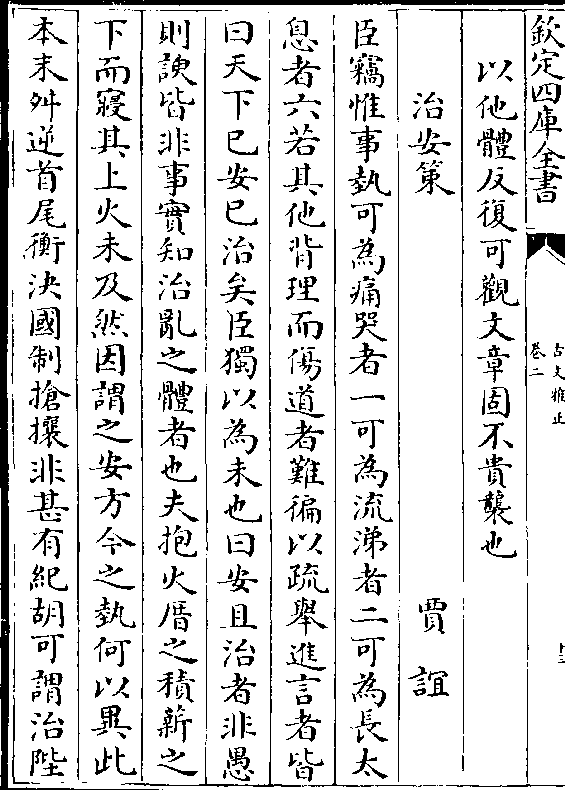 欽定四庫全書
古文雅正
卷二
十三
以他體反復可觀文章固不貴襲也
治安策 賈誼
臣竊惟事埶可為痛哭者一可為流涕者二可為長太
息者六若其他背理而傷道者難徧以疏舉進言者皆
曰天下已安已治矣臣獨以為未也曰安且治者非愚
則諛皆非事實知治亂之體者也夫抱火厝之積薪之
下而寢其上火未及然因謂之安方今之埶何以異此
本末舛逆首尾衡決國制搶攘非甚有紀胡可謂治陛